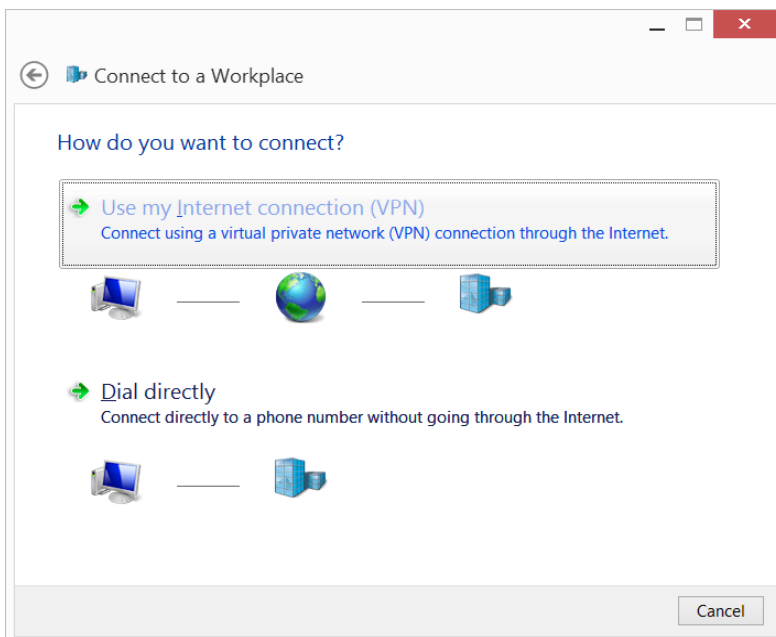 Connect to a Workplace
How do you want to connect?
Use my Internet connection (VPN)
Connect using a virtual private network (VPN) connection through the Internet.
Dial directly
Connect directly to a phone number without going through the Internet.
Cancel